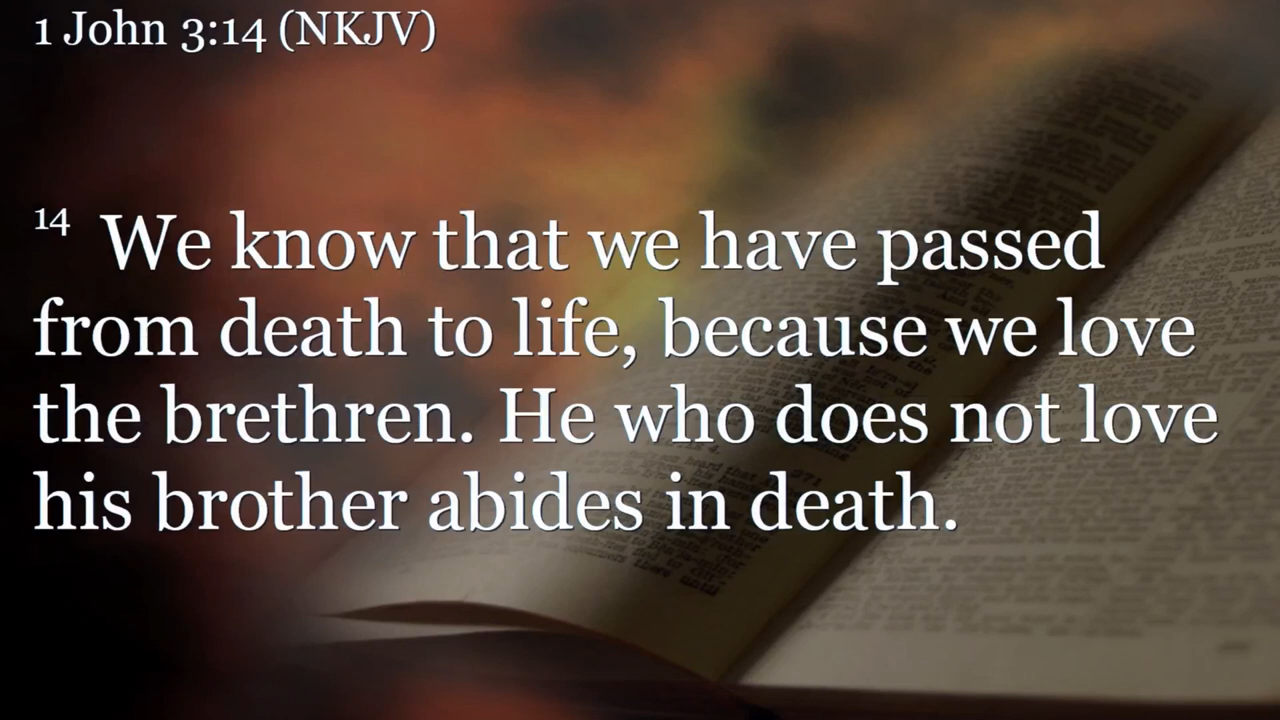 1 John 3:14 (NKJV)
14 We know that we have passed
from death to life, because we love
the brethren. He who does not love
his brother abides in death.